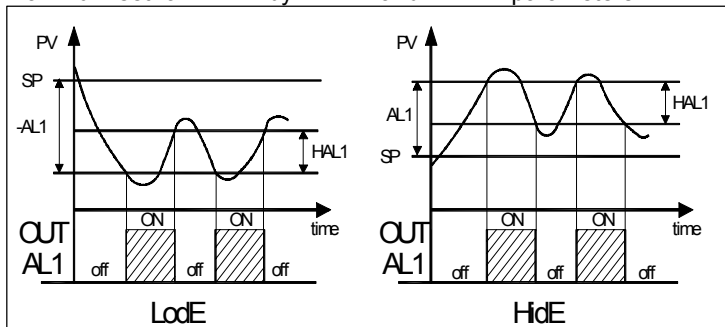 PV
SP
-AL1
HAL1
ON
ON
time
OUT
AL1
off
off
off
LodE
PV
AL1
HAL1
SP
ON
ON
time
OUT
AL1
off
off
off
HidE